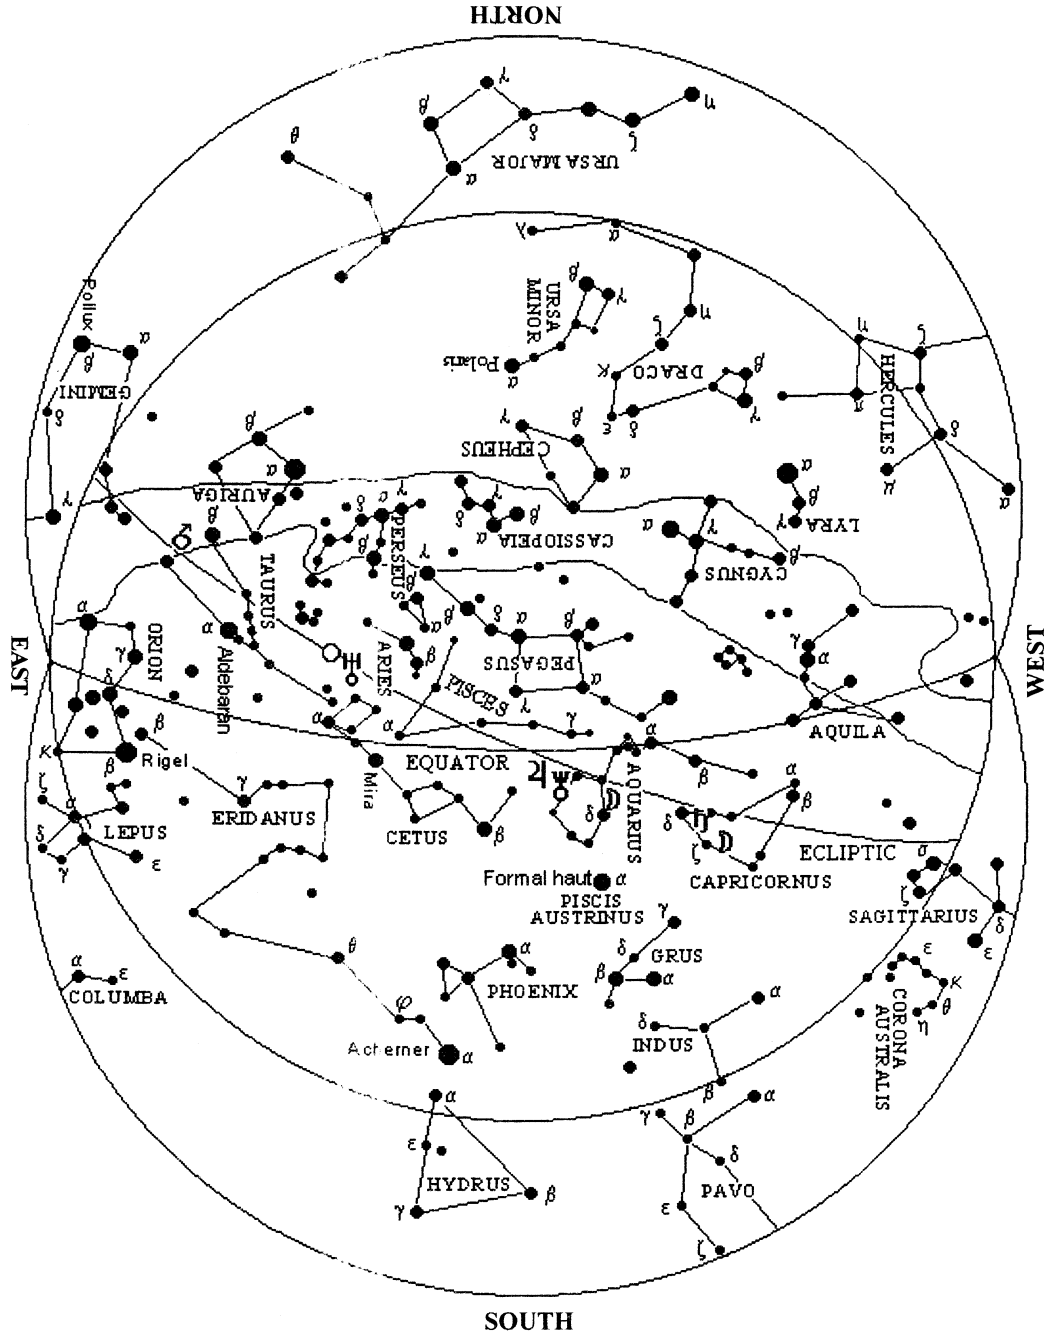 NORTH
γ
β
η
δ
ζ
θ
URSA MAJOR
α
λ
α
Pollux
β
γ
URSA
MINOR
η
ζ
α
η
ζ
β
Polaris
α
κ
DRACO
β
HERCULES
GEMINI
π
δ
ε
δ
γ
β
γ
β
δ
CEPHEUS
α
α
α
μ
AURIGA
γ
δ
α
γ
β
α
β
LYRA
γ
α
β
PERSEUS
δ
α
CASSIOPEIA
α
γ
♂
β
γ
CYGNUS
β
TAURUS
β
α
ORION
α
Aldebaran
α
β
δ
α
β
γ
α
EAST
WEST
γ
ARIES
β
PEGASUS
δ
♅
PISCES
γ
α
κ
β
α
α
γ
AQUILA
β
Rigel
Mira
EQUATOR
♃
♆
AQUARIUS
α
β
α
ζ
γ
δ
β
α
ERIDANUS
CETUS
β
δ
LEPUS
δ
γ
ε
ζ
ECLIPTIC
CAPRICORNUS
σ
Formal haut
α
PISCIS
AUSTRINUS
ζ
SAGITTARIUS
γ
δ
ε
α
ε
COLUMBA
θ
α
PHOENIX
δ
GRUS
β
α
ε
κ
θ
η
CORONA
AUSTRALIS
φ
α
δ
INDUS
Acherner
α
β
α
γ
β
α
ε
δ
HYDRUS
β
PAVO
γ
ε
ζ
SOUTH